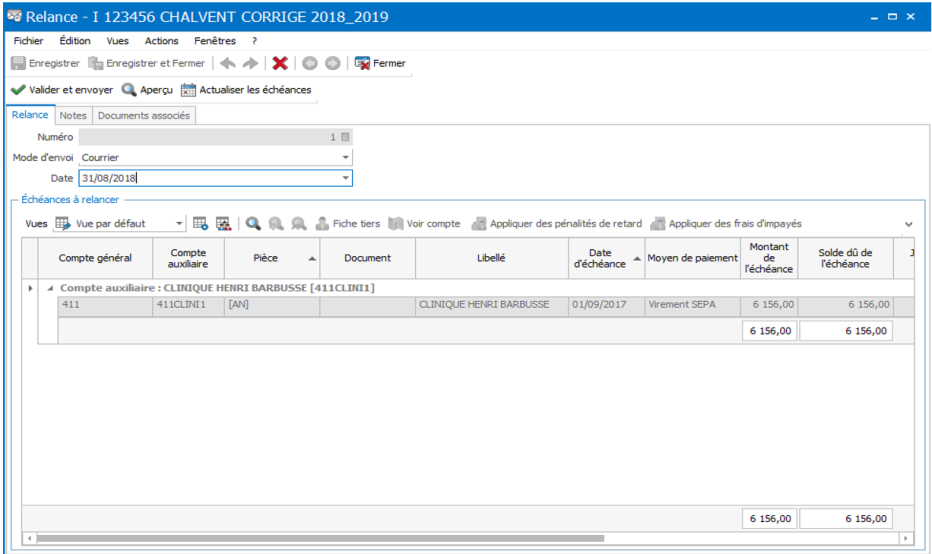 Relance - I 123456 CHALVENT CORRIGE 2018_2019
Fichier Édition Vues Actions Fenêtres ?
Enregistrer Enregistrer et Fermer Fermer
Valider et envoyer Aperçu Actualiser les échéances
Relance Notes Documents associés
Numéro 1
Mode d'envoi Courrier
Date 31/08/2018
Échéances à relancer
Vues Vue par défaut Fiche tiers Voir compte Appliquer des pénalités de retard Appliquer des frais d'impayés
Compte général Compte auxiliaire Pièce Document Libellé Date d'échéance Moyen de paiement Montant de l'échéance Solde dû de l'échéance J
Compte auxiliaire : CLINIQUE HENRI BARBUSSE [411CLINI1]
411 411CLINI1 [AN] CLINIQUE HENRI BARBUSSE 01/09/2017 Virement SEPA 6 156,00 6 156,00
6 156,00 6 156,00
6 156,00 6 156,00